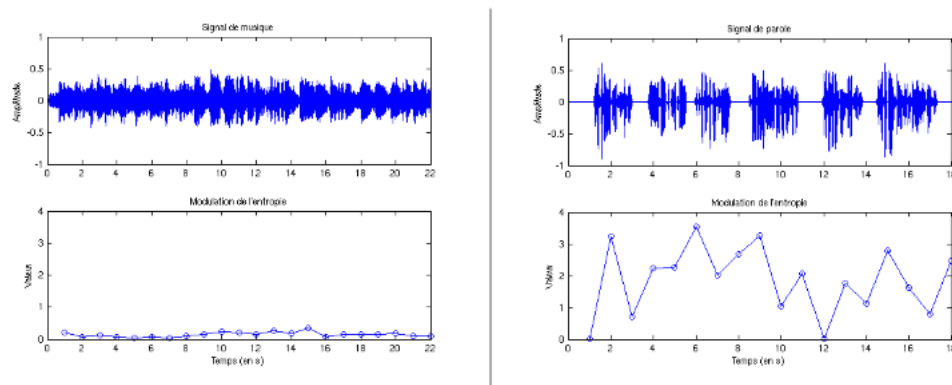 Signal de musique
1
0.5
0
-0.5
-1
Amplitude
0 2 4 6 8 10 12 14 16 18 20 22
Modulation de l'entropie
4
3
2
1
0
Valeur
0 2 4 6 8 10 12 14 16 18 20 22
Temps (en s)
Signal de parole
1
0.5
0
-0.5
-1
Amplitude
0 2 4 6 8 10 12 14 16 18
Modulation de l'entropie
4
3
2
1
0
Valeur
0 2 4 6 8 10 12 14 16 18
Temps (en s)